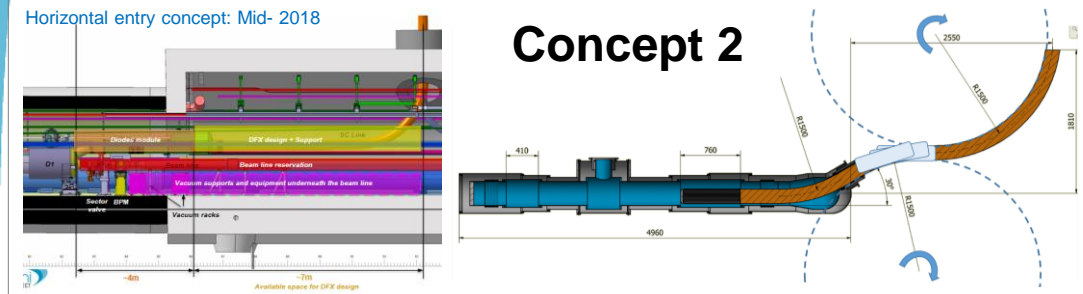 Horizontal entry concept: Mid- 2018
Concept 2
Diodes module
DFX design + Support
SC Link
D1
Beam line reservation
Vacuum supports and equipment underneath the beam line
Sector valve
BPM
Vacuum racks
~4m
~7m
Available space for DFX design
2550
R1500
1810
R1500
410
760
30°
R1500
4960